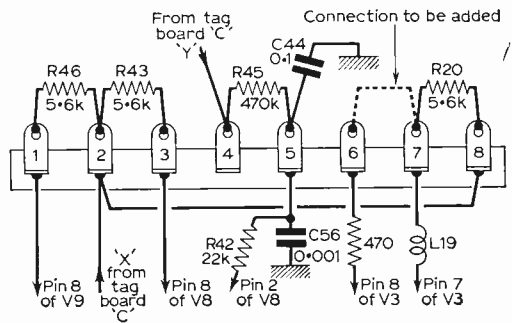 From tag
board 'C'
'Y'
Connection to be added
C44
0·1
R46
5·6k
R43
5·6k
R45
470k
R20
5·6k
1
2
3
4
5
6
7
8
R42
22k
C56
0·001
470
L19
Pin 8
of V9
'X'
from tag
board
'C'
Pin 8
of V8
Pin 2
of V8
Pin 8
of V3
Pin 7
of V3